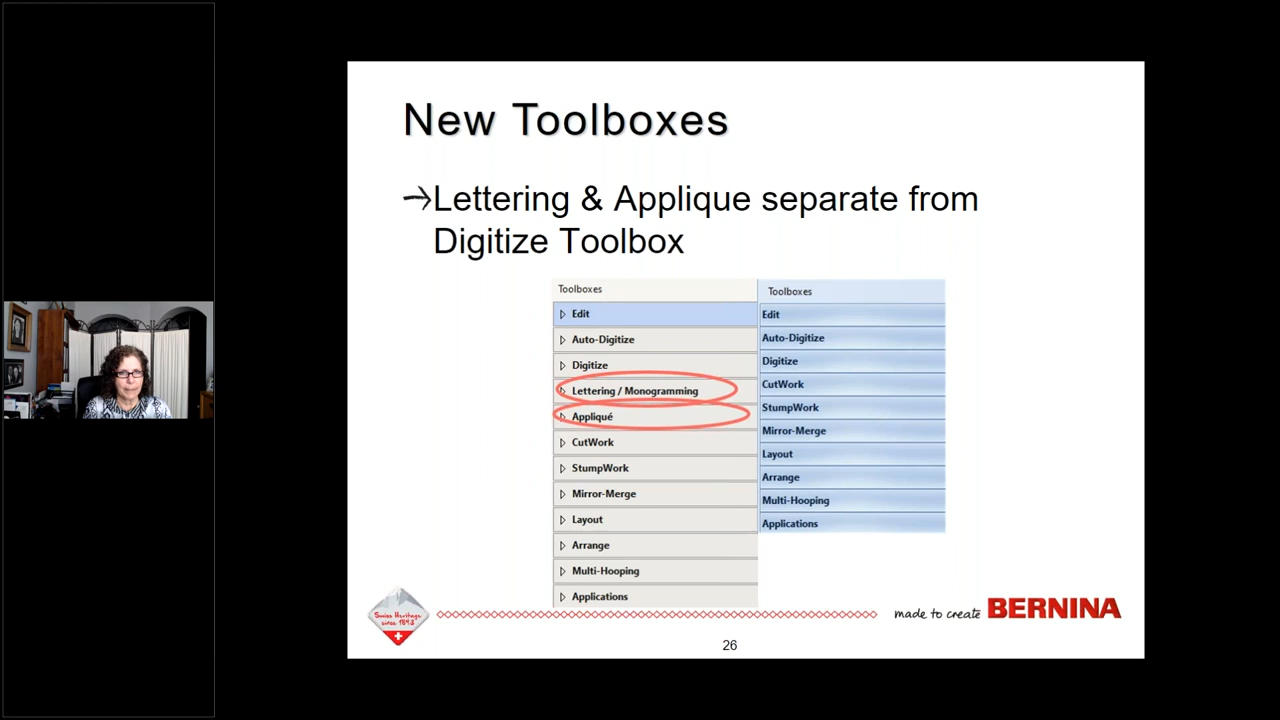 New Toolboxes
Lettering & Applique separate from
Digitize Toolbox
Toolboxes
Edit
Auto-Digitize
Digitize
Lettering / Monogramming
Appliqué
CutWork
StumpWork
Mirror-Merge
Layout
Arrange
Multi-Hooping
Applications
Toolboxes
Edit
Auto-Digitize
Digitize
CutWork
StumpWork
Mirror-Merge
Layout
Arrange
Multi-Hooping
Applications
Swiss Heritage
since 1893
made to create BERNINA
26